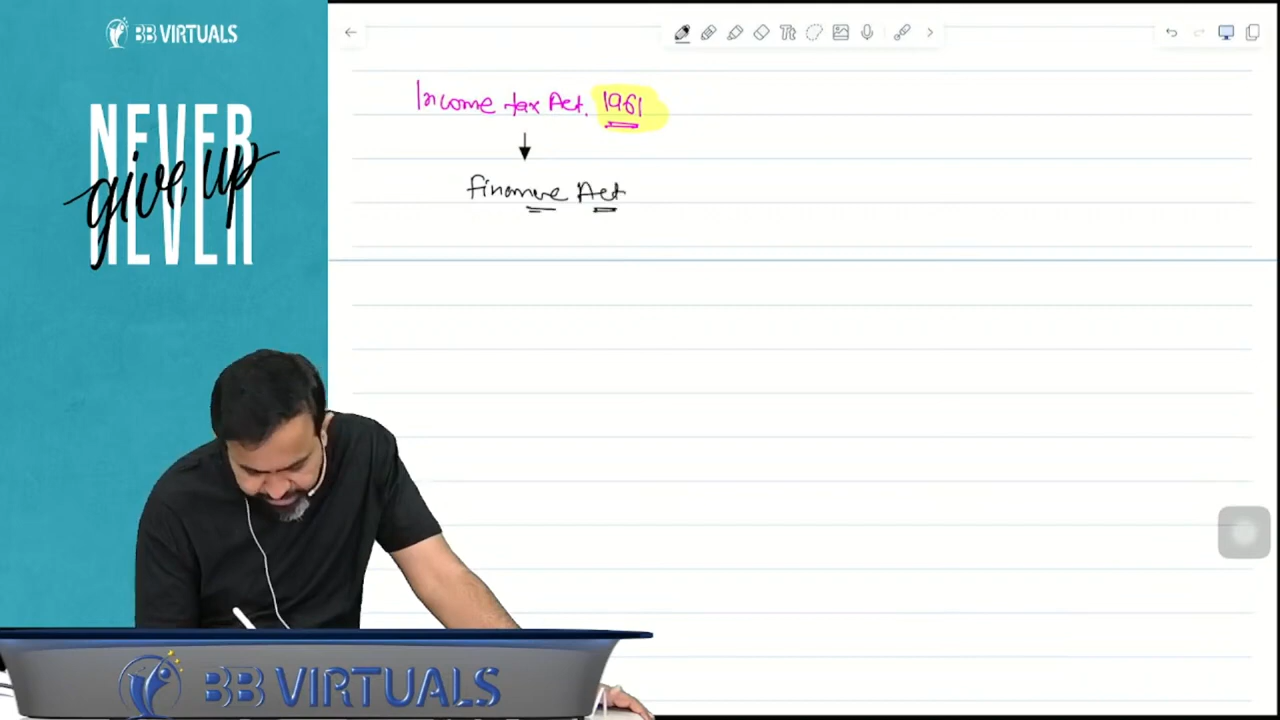 BB VIRTUALS
NEVER
give up
NEVER
Income tax Act. 1961
Finance Act
BB VIRTUALS